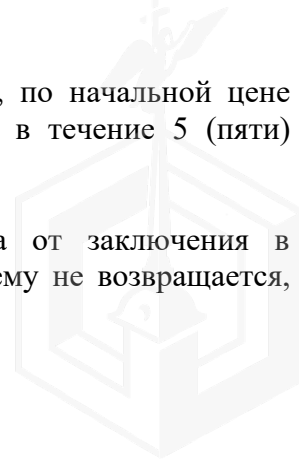 , по начальной цене
в течение 5 (пяти)
а от заключения в
ему не возвращается,